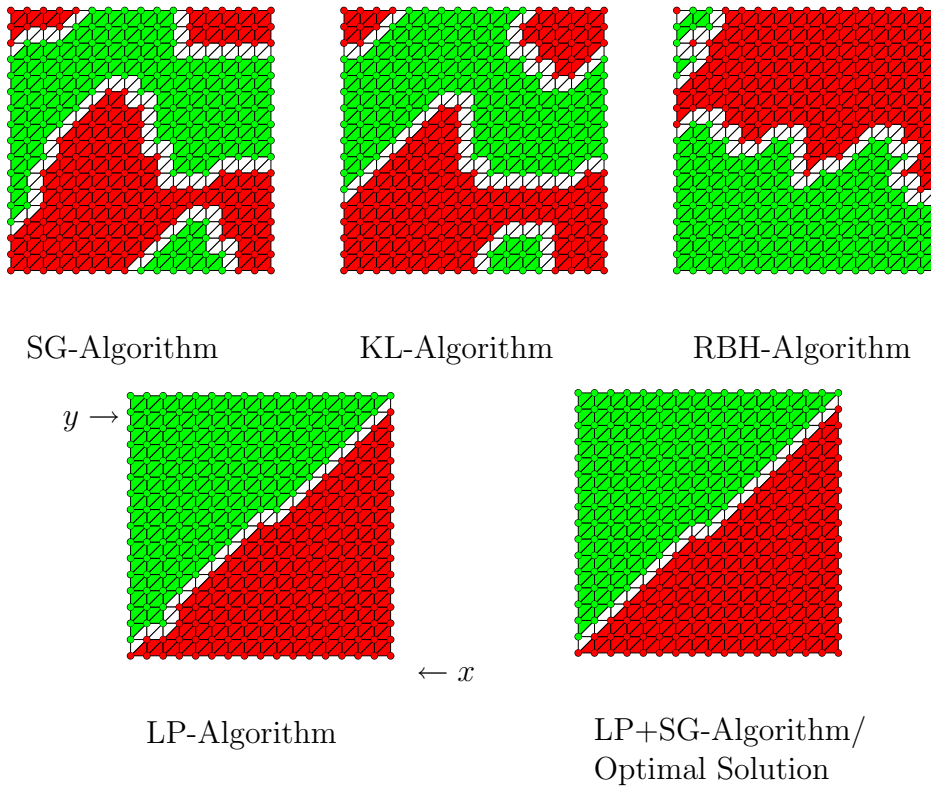 SG-Algorithm
KL-Algorithm
RBH-Algorithm
y →
← x
LP-Algorithm
LP+SG-Algorithm/
Optimal Solution